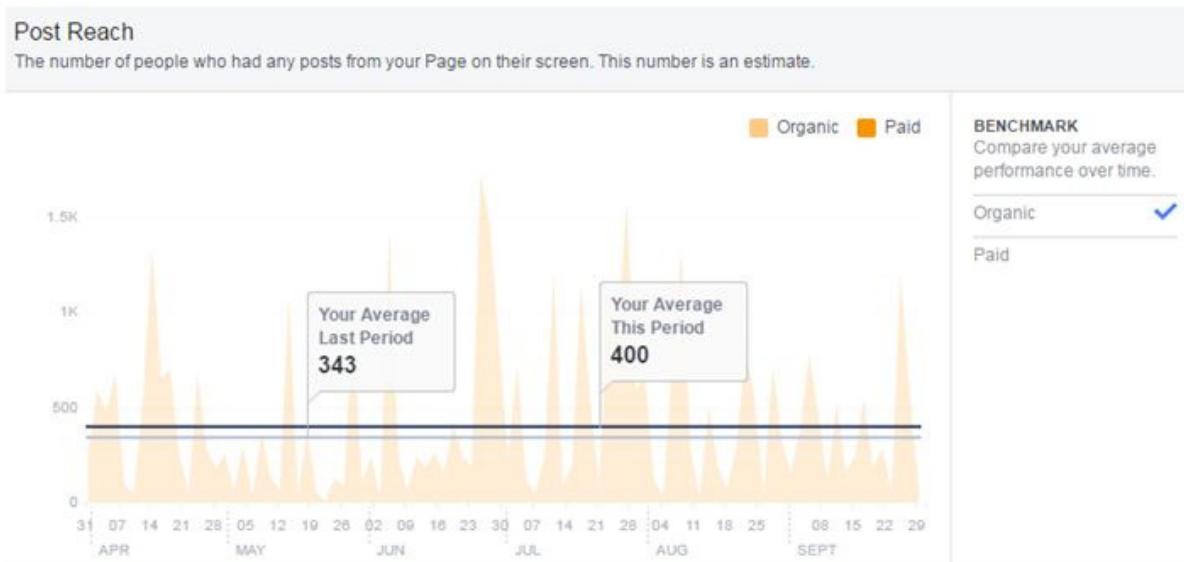 Post Reach
The number of people who had any posts from your Page on their screen. This number is an estimate.
Organic Paid
BENCHMARK
Compare your average
performance over time.
Organic
Paid
1.5K
1K
500
0
Your Average
Last Period
343
Your Average
This Period
400
31 07 14 21 28 05 12 19 26 02 09 16 23 30 07 14 21 28 04 11 18 25 08 15 22 29
APR MAY JUN JUL AUG SEPT